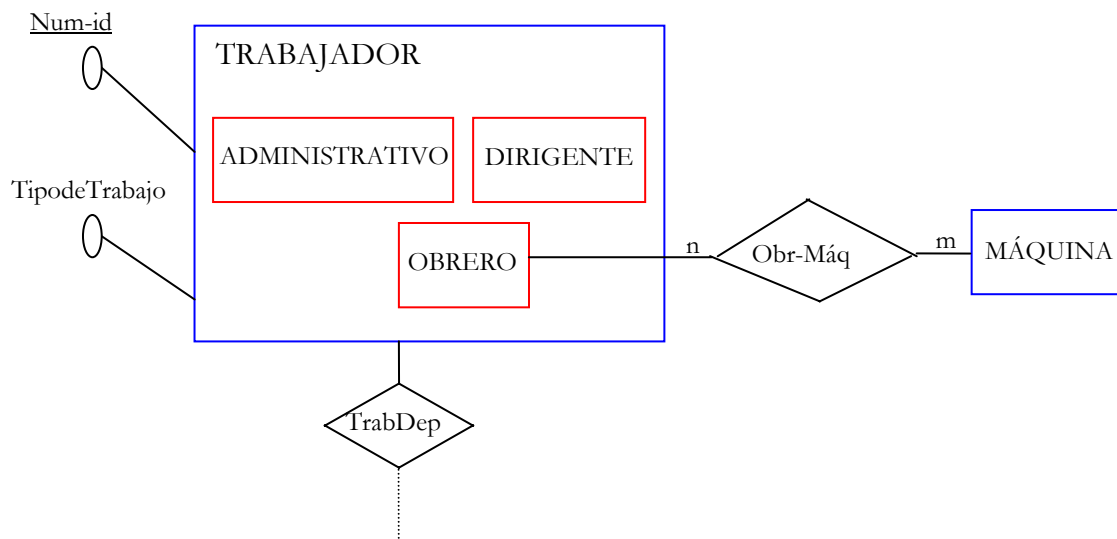 Num-id
TRABAJADOR
ADMINISTRATIVO
DIRIGENTE
TipodeTrabajo
OBRERO
n
Obr-Máq
m
MÁQUINA
TrabDep